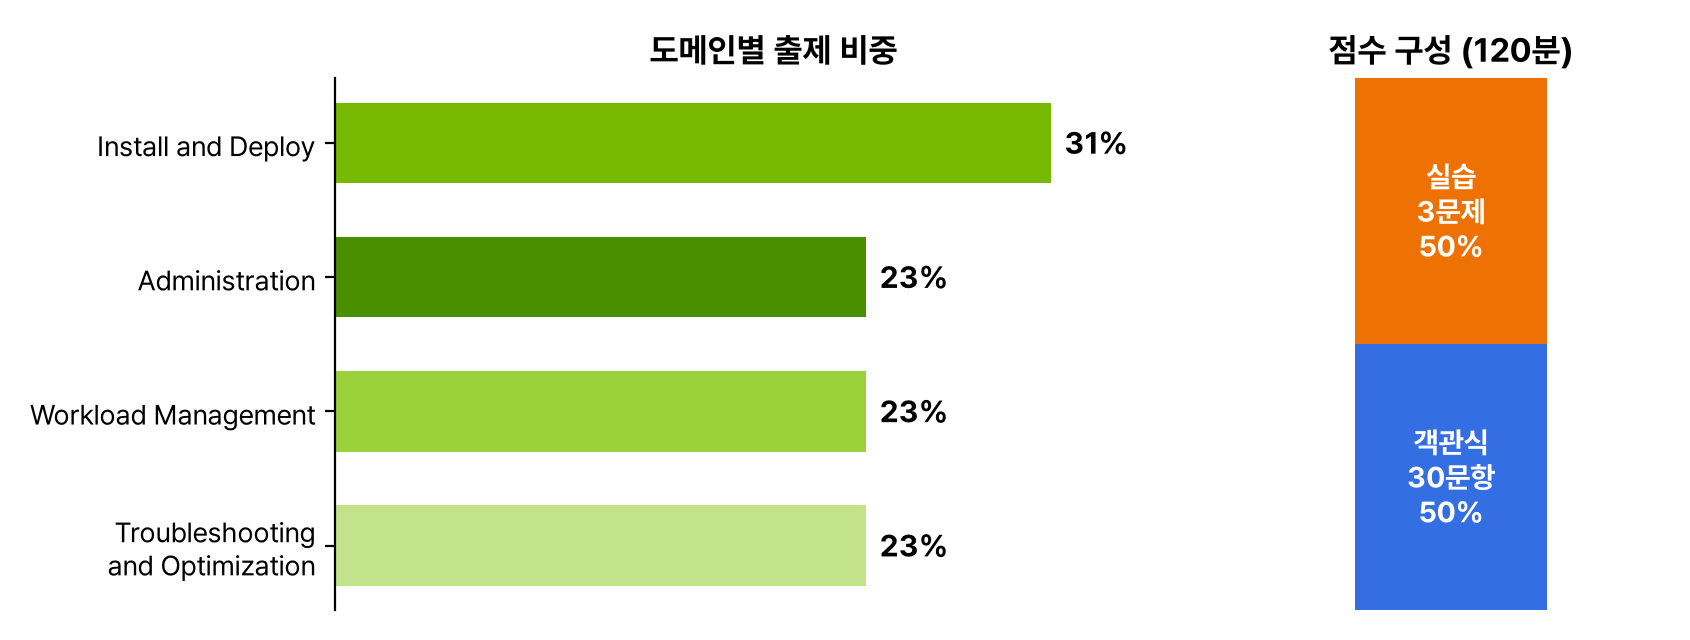 도메인별 출제 비중
Install and Deploy
31%
Administration
23%
Workload Management
23%
Troubleshooting
and Optimization
23%
점수 구성 (120분)
실습
3문제
50%
객관식
30문항
50%